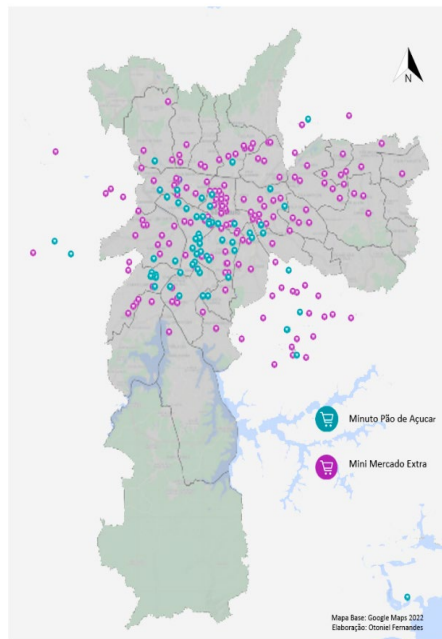 N
Minuto Pão de Açucar
Mini Mercado Extra
Mapa Base: Google Maps 2022
Elaboração: Otoniel Fernandes